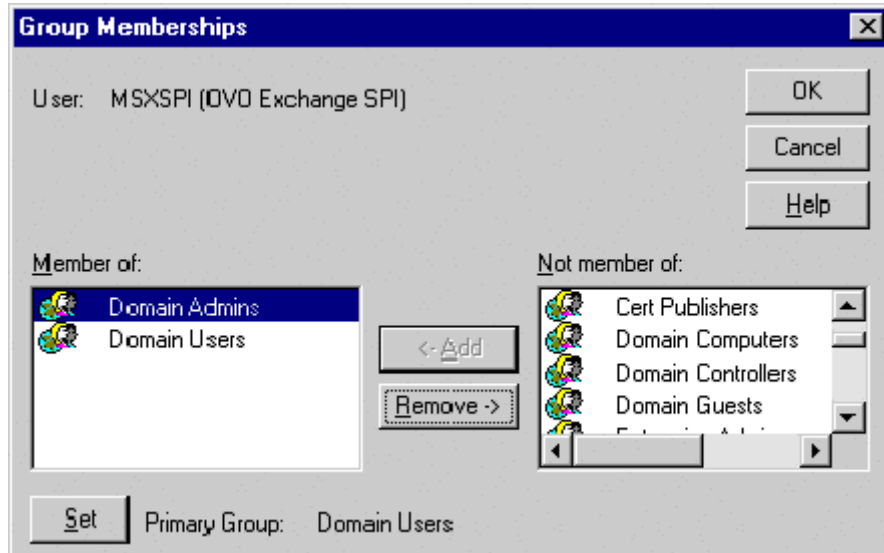 Group Memberships
User: MSXSPI (OVO Exchange SPI)
OK
Cancel
Help
Member of:
Domain Admins
Domain Users
<- Add
Remove ->
Not member of:
Cert Publishers
Domain Computers
Domain Controllers
Domain Guests
Set
Primary Group: Domain Users